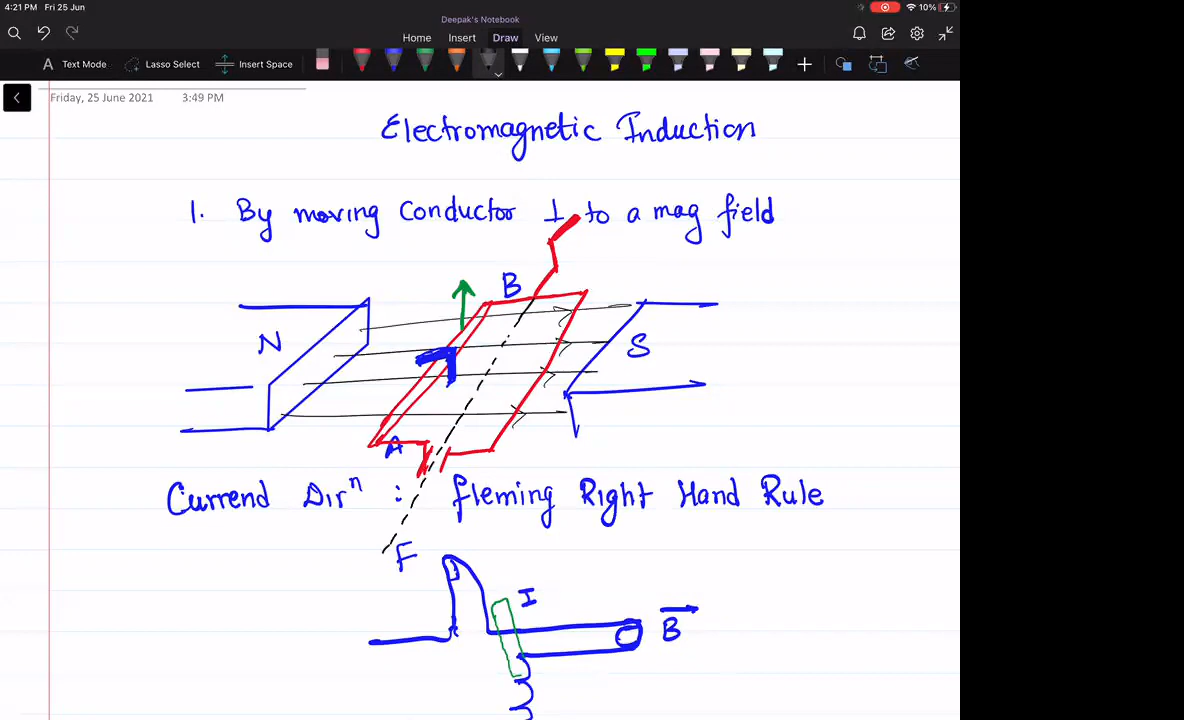 4:21 PM Fri 25 Jun
10%
Deepak's Notebook
Home Insert Draw View
A Text Mode Lasso Select Insert Space
Friday, 25 June 2021 3:49 PM
Electromagnetic Induction
1. By moving Conductor ⊥ to a mag field
B
N
S
A
Currend Dirⁿ : fleming Right Hand Rule
F
I
B